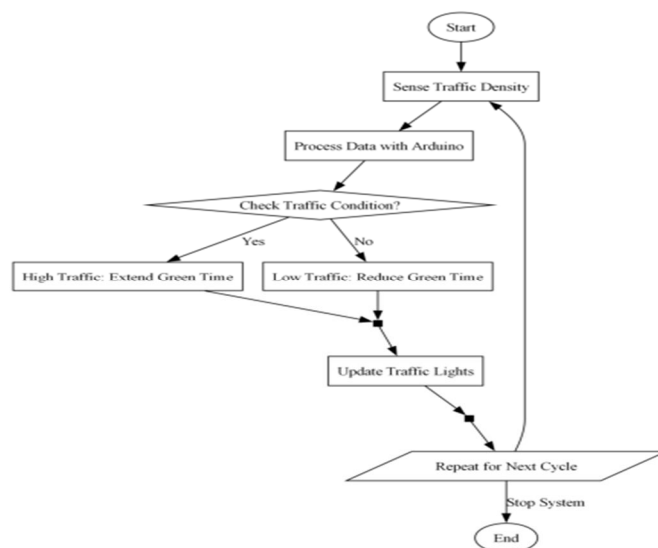 Start
Sense Traffic Density
Process Data with Arduino
Check Traffic Condition?
Yes
No
High Traffic: Extend Green Time
Low Traffic: Reduce Green Time
Update Traffic Lights
Repeat for Next Cycle
Stop System
End